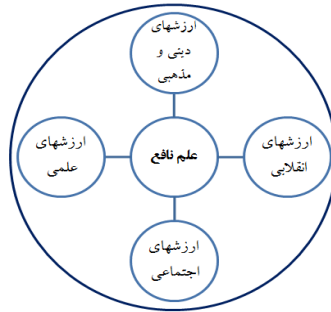 ارزشهای
دینی و
مذهبی
ارزشهای
انقلابی
علم نافع
ارزشهای
علمی
ارزشهای
اجتماعی